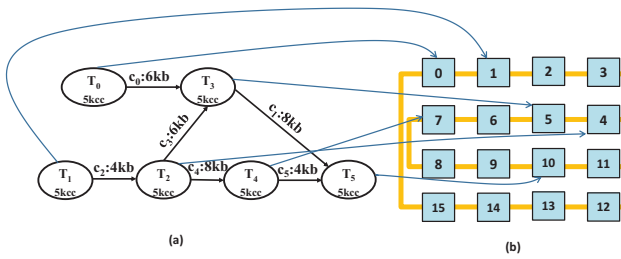 T0
5kcc
c0:6kb
T3
5kcc
c3:6kb
c7:8kb
T1
5kcc
c2:4kb
T2
5kcc
c4:8kb
T4
5kcc
c5:4kb
T5
5kcc
(a)
0 1 2 3
7 6 5 4
8 9 10 11
15 14 13 12
(b)